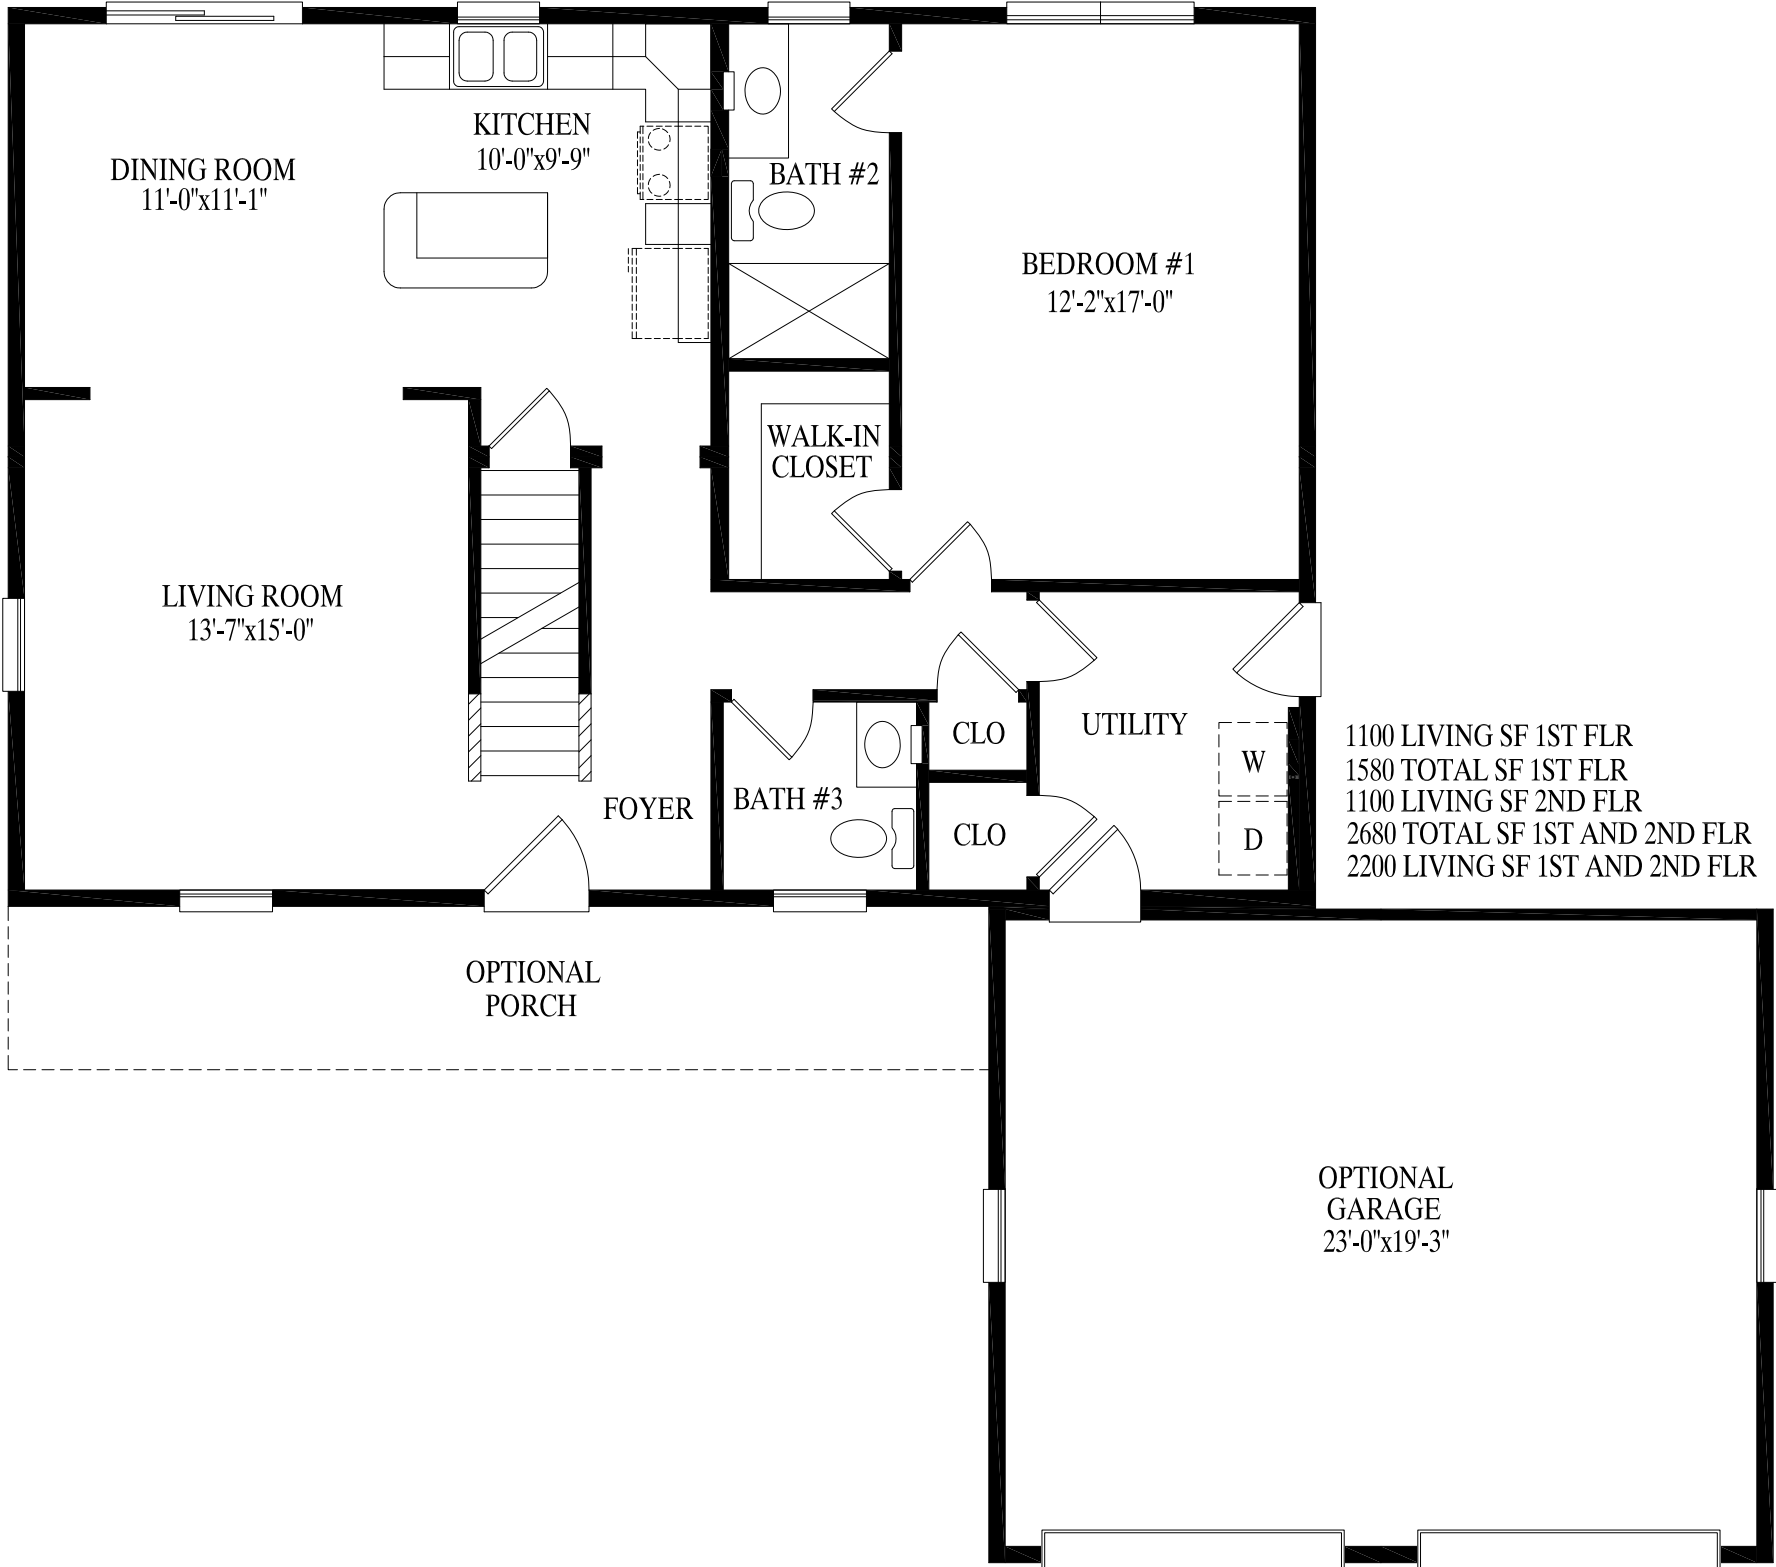 KITCHEN
10'-0"x9'-9"
DINING ROOM
11'-0"x11'-1"
BATH #2
BEDROOM #1
12'-2"x17'-0"
WALK-IN
CLOSET
LIVING ROOM
13'-7"x15'-0"
UTILITY
CLO
W
BATH #3
FOYER
CLO
D
1100 LIVING SF 1ST FLR
1580 TOTAL SF 1ST FLR
1100 LIVING SF 2ND FLR
2680 TOTAL SF 1ST AND 2ND FLR
2200 LIVING SF 1ST AND 2ND FLR
OPTIONAL
PORCH
OPTIONAL
GARAGE
23'-0"x19'-3"